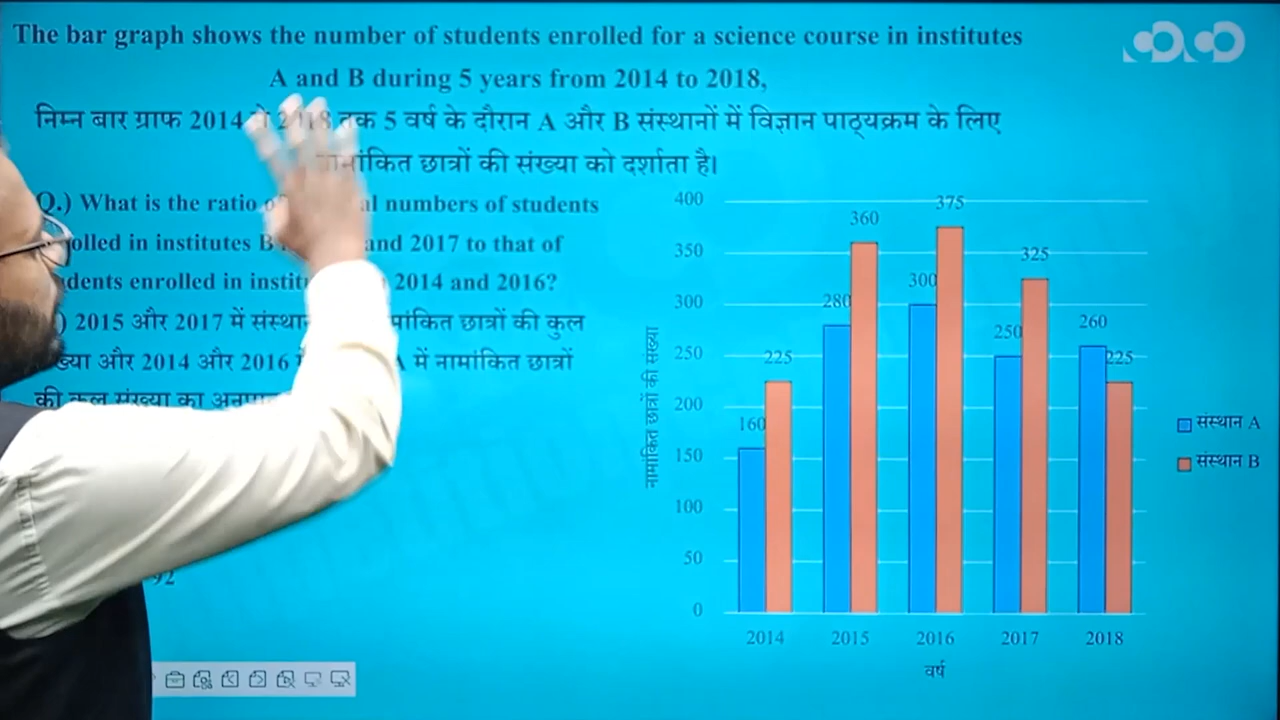 The bar graph shows the number of students enrolled for a science course in institutes
A and B during 5 years from 2014 to 2018,
निम्न बार ग्राफ 2014 से 2018 तक 5 वर्ष के दौरान A और B संस्थानों में विज्ञान पाठ्यक्रम के लिए
नामांकित छात्रों की संख्या को दर्शाता है।
Q.) What is the ratio numbers of students
institutes B and 2017 to that of
enrolled in 2014 and 2016?
) 2015 और 2017 में की कुल
और 2014 और 2016 A में नामांकित छात्रों
की कुल संख्या का
92
400
350
300
250
200
150
100
50
0
नामांकित छात्रों की संख्या
160
225
280
360
300
375
250
325
260
225
2014
2015
2016
2017
2018
वर्ष
संस्थान A
संस्थान B